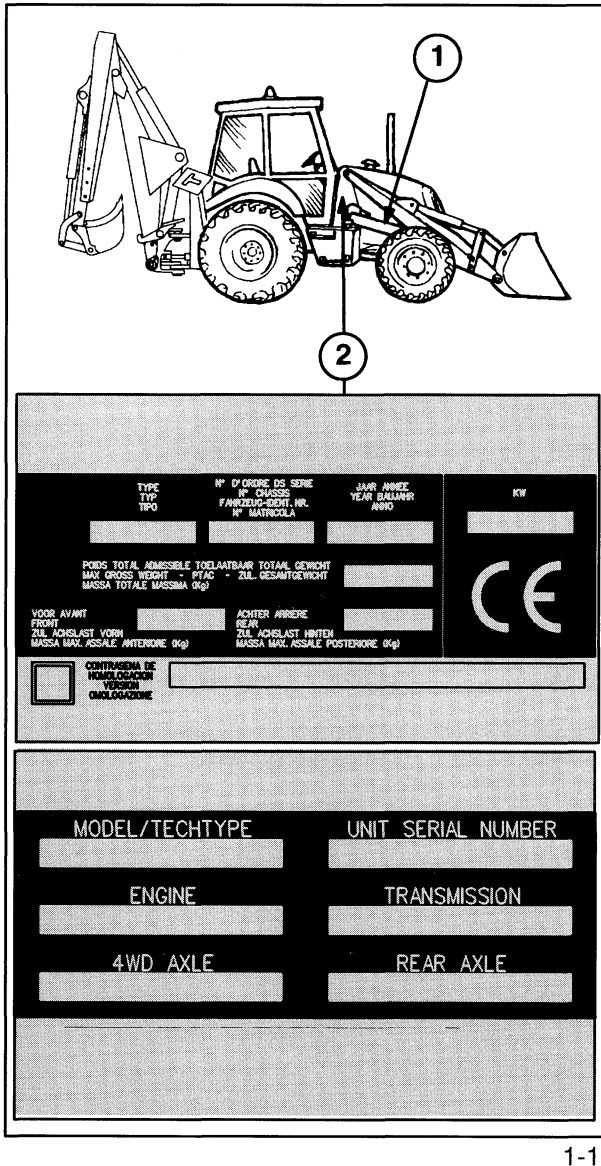 1
2
TYPE
TYP
TIPO
Nº D'ORDRE DS SERIE
Nº CHASSIS
FAHRZEUG-IDENT. NR.
Nº MATRICOLA
JAAR ANNEE
YEAR BAUJAHR
ANNO
KW
POIDS TOTAL ADMISSIBLE TOELAATBAAR TOTAAL GEWICHT
MAX GROSS WEIGHT - PTAC - ZUL. GESAMTGEWICHT
MASSA TOTALE MASSIMA (Kg)
CE
VOOR AVANT
FRONT
ZUL ACHSLAST VORN
MASSA MAX. ASSALE ANTERIORE (Kg)
ACHTER ARRIERE
REAR
ZUL ACHSLAST HINTEN
MASSA MAX. ASSALE POSTERIORE (Kg)
CONTRASENA DE
HOMOLOGACION
VERSION
OMOLOGAZIONE
MODEL/TECHTYPE
UNIT SERIAL NUMBER
ENGINE
TRANSMISSION
4WD AXLE
REAR AXLE
1-1